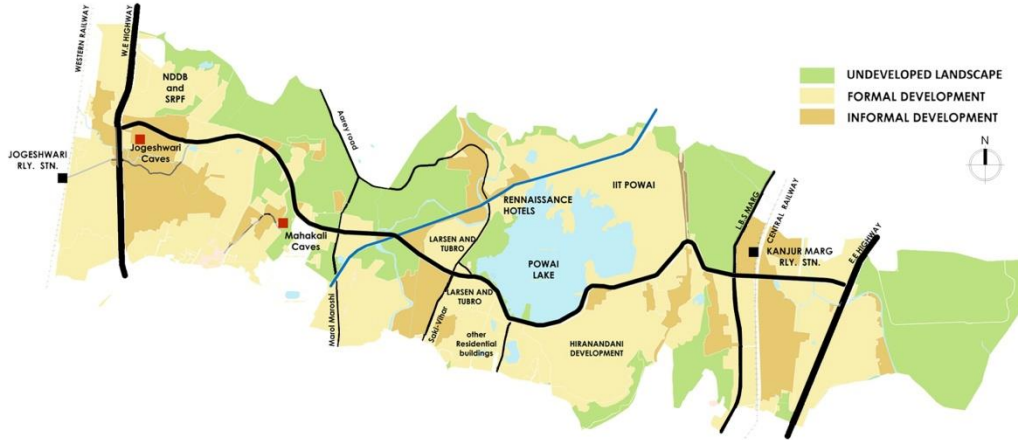 WESTERN RAILWAY
W.E HIGHWAY
NDDB
and
SRPF
Jogeshwari
Caves
JOGESHWARI
RLY. STN.
Mahakali
Caves
Aarey road
Marol Maroshi
LARSEN AND
TUBRO
LARSEN AND
TUBRO
Saki-Vihar
other
Residential
buildings
RENNAISSANCE
HOTELS
IIT POWAI
POWAI
LAKE
HIRANANDANI
DEVELOPMENT
L.B.S MARG
CENTRAL RAILWAY
KANJUR MARG
RLY. STN.
E.E HIGHWAY
UNDEVELOPED LANDSCAPE
FORMAL DEVELOPMENT
INFORMAL DEVELOPMENT
N